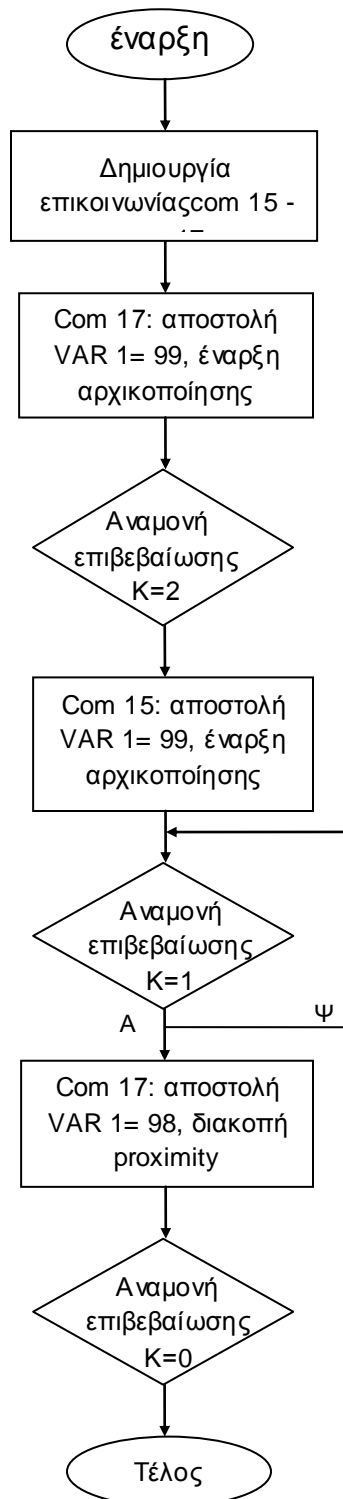 έναρξη
Δημιουργία
επικοινωνίαςcom 15 -
Com 17: αποστολή
VAR 1= 99, έναρξη
αρχικοποίησης
Αναμονή
επιβεβαίωσης
Κ=2
Com 15: αποστολή
VAR 1= 99, έναρξη
αρχικοποίησης
Αναμονή
επιβεβαίωσης
Κ=1
Α
Ψ
Com 17: αποστολή
VAR 1= 98, διακοπή
proximity
Αναμονή
επιβεβαίωσης
Κ=0
Τέλος